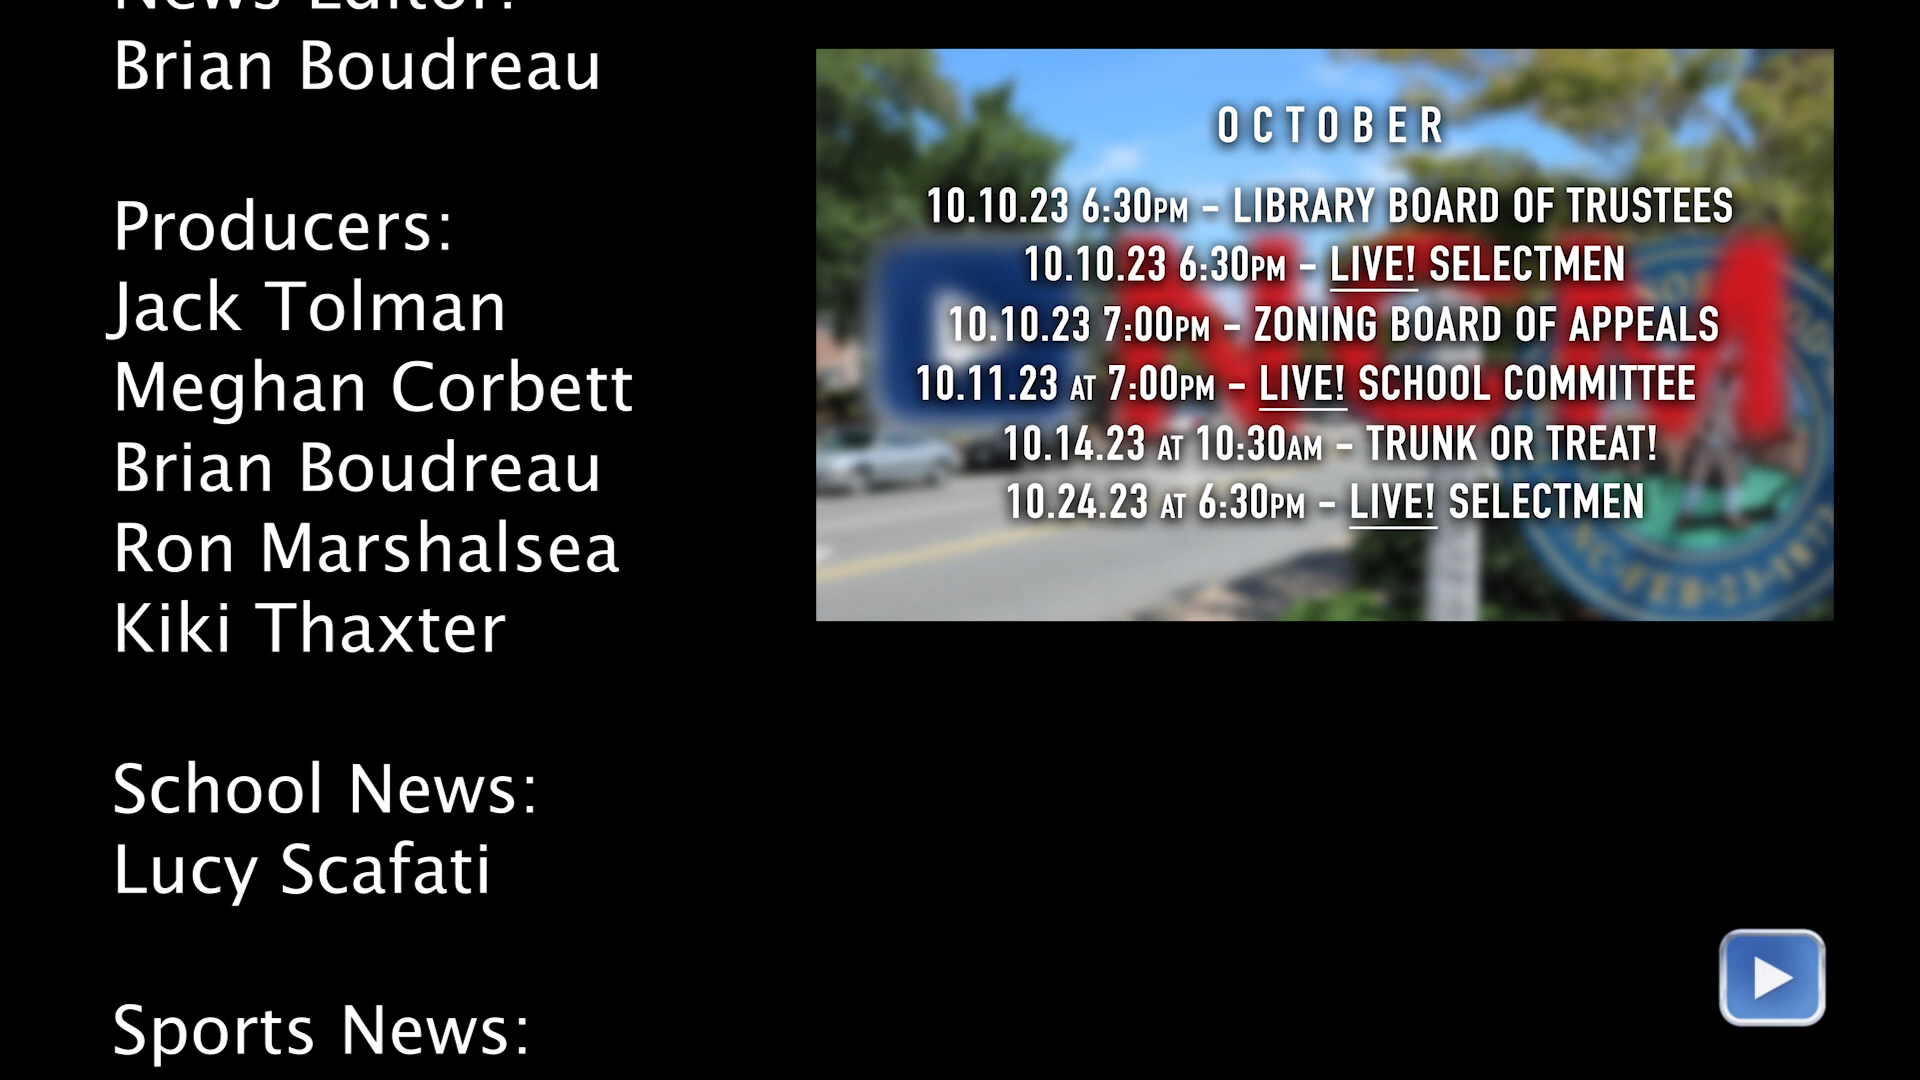 News Editor:
Brian Boudreau
Producers:
Jack Tolman
Meghan Corbett
Brian Boudreau
Ron Marshalsea
Kiki Thaxter
School News:
Lucy Scafati
Sports News:
OCTOBER
10.10.23 6:30PM – LIBRARY BOARD OF TRUSTEES
10.10.23 6:30PM – LIVE! SELECTMEN
10.10.23 7:00PM – ZONING BOARD OF APPEALS
10.11.23 AT 7:00PM – LIVE! SCHOOL COMMITTEE
10.14.23 AT 10:30AM – TRUNK OR TREAT!
10.24.23 AT 6:30PM – LIVE! SELECTMEN